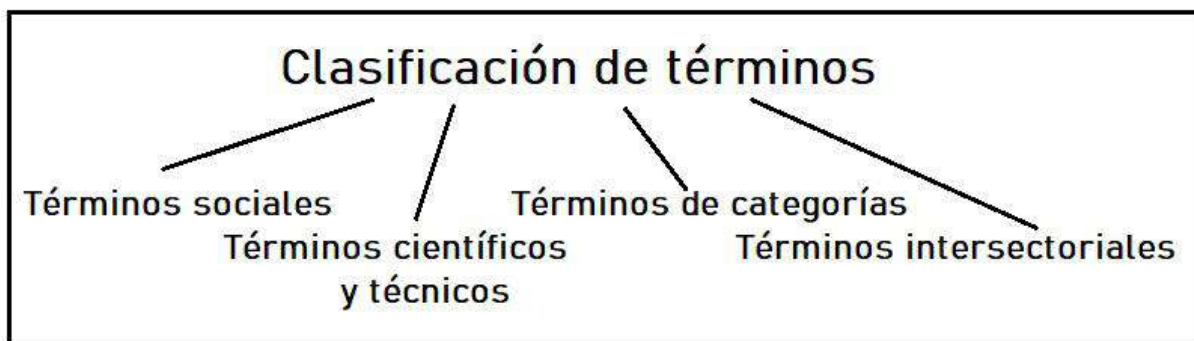 Clasificación de términos
Términos sociales
Términos científicos
y técnicos
Términos de categorías
Términos intersectoriales